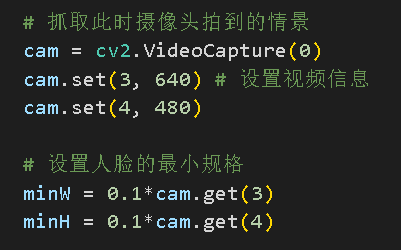 # 抓取此时摄像头拍到的情景
cam = cv2.VideoCapture(0)
cam.set(3, 640) # 设置视频信息
cam.set(4, 480)
# 设置人脸的最小规格
minW = 0.1*cam.get(3)
minH = 0.1*cam.get(4)